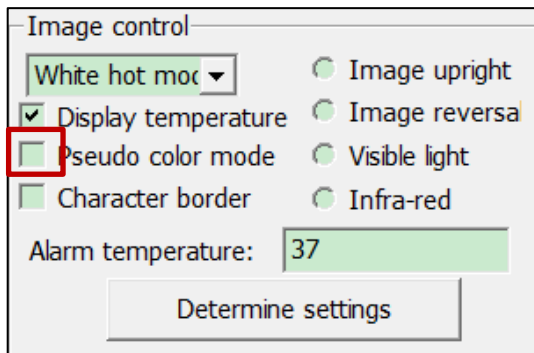 Image control
White hot mod
Image upright
Display temperature
Image reversal
Pseudo color mode
Visible light
Character border
Infra-red
Alarm temperature:
37
Determine settings